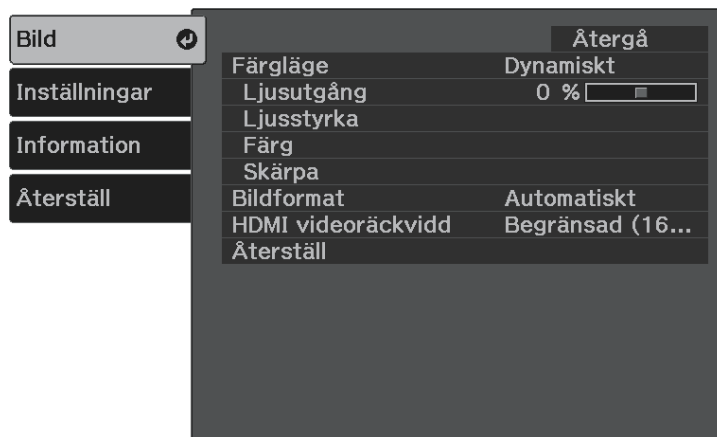 Bild
Inställningar
Information
Återställ
Återgå
Färgläge Dynamiskt
Ljusutgång 0 %
Ljusstyrka
Färg
Skärpa
Bildformat Automatiskt
HDMI videoräckvidd Begränsad (16...
Återställ